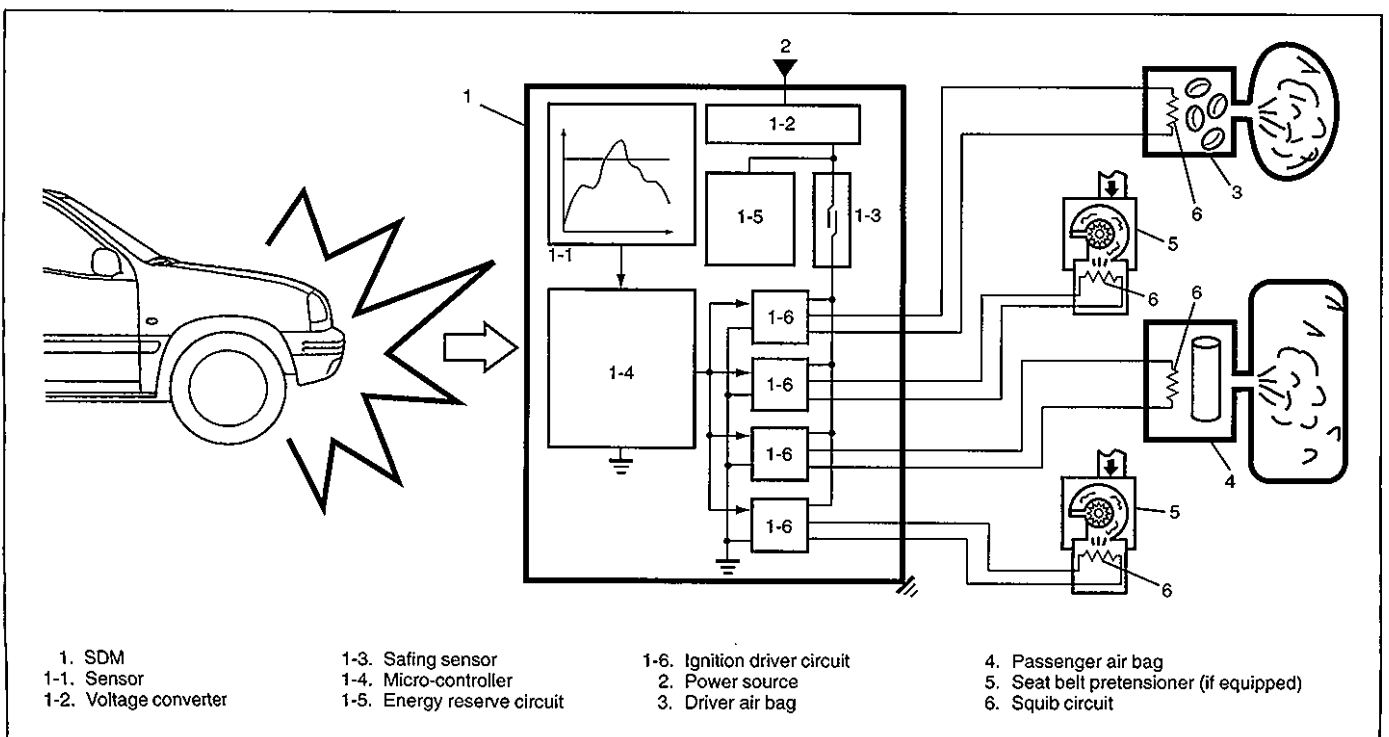 2
1
1-2
1-5
1-3
1-1
1-4
1-6
1-6
1-6
1-6
6
3
5
6
6
4
5
6
1. SDM
1-1. Sensor
1-2. Voltage converter
1-3. Safing sensor
1-4. Micro-controller
1-5. Energy reserve circuit
1-6. Ignition driver circuit
2. Power source
3. Driver air bag
4. Passenger air bag
5. Seat belt pretensioner (if equipped)
6. Squib circuit